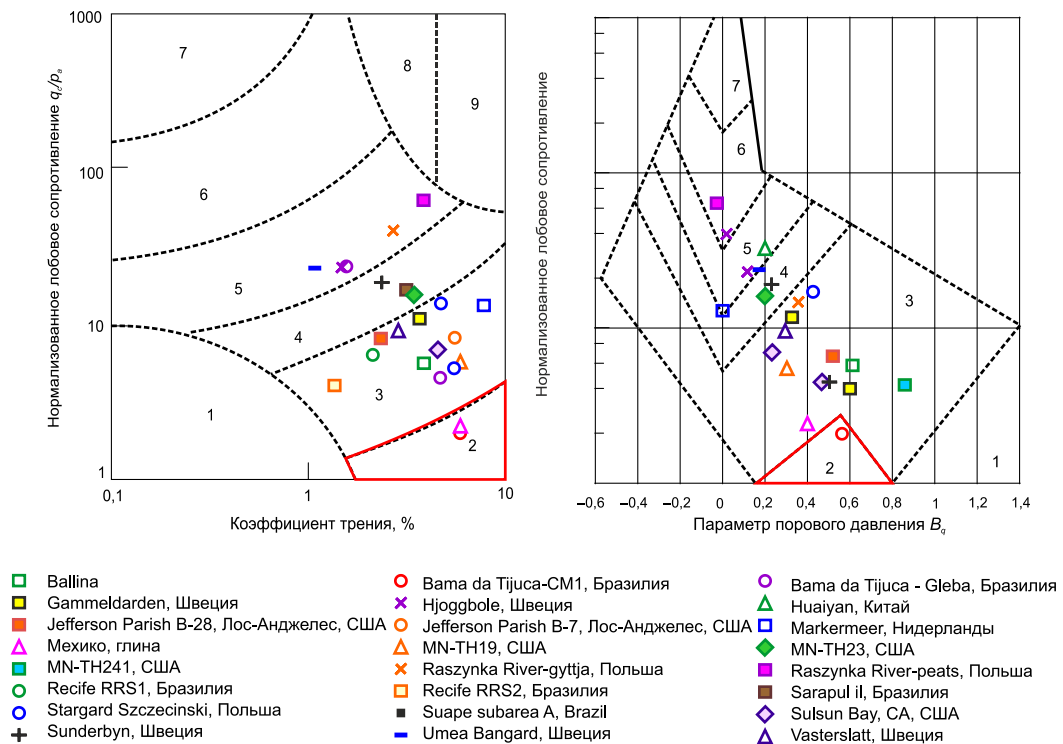 Нормализованное лобовое сопротивление qc/pa
1000
100
10
1
0,1
1
10
Коэффициент трения, %
7
8
9
6
5
4
3
1
2
Нормализованное лобовое сопротивление
7
6
5
4
3
2
1
–0,6
–0,4
–0,2
0
0,2
0,4
0,6
0,8
1
1,2
1,4
Параметр порового давления Bq
Ballina
Gammeldarden, Швеция
Jefferson Parish B-28, Лос-Анджелес, США
Мехико, глина
MN-TH241, США
Recife RRS1, Бразилия
Stargard Szczecinski, Польша
Sunderbyn, Швеция
Bama da Tijuca-CM1, Бразилия
Hjoggbole, Швеция
Jefferson Parish B-7, Лос-Анджелес, США
MN-TH19, США
Raszynka River-gyttja, Польша
Recife RRS2, Бразилия
Suape subarea A, Brazil
Umea Bangard, Швеция
Bama da Tijuca - Gleba, Бразилия
Huaiyan, Китай
Markermeer, Нидерланды
MN-TH23, США
Raszynka River-peats, Польша
Sarapul il, Бразилия
Sulsun Bay, CA, США
Vasterslatt, Швеция